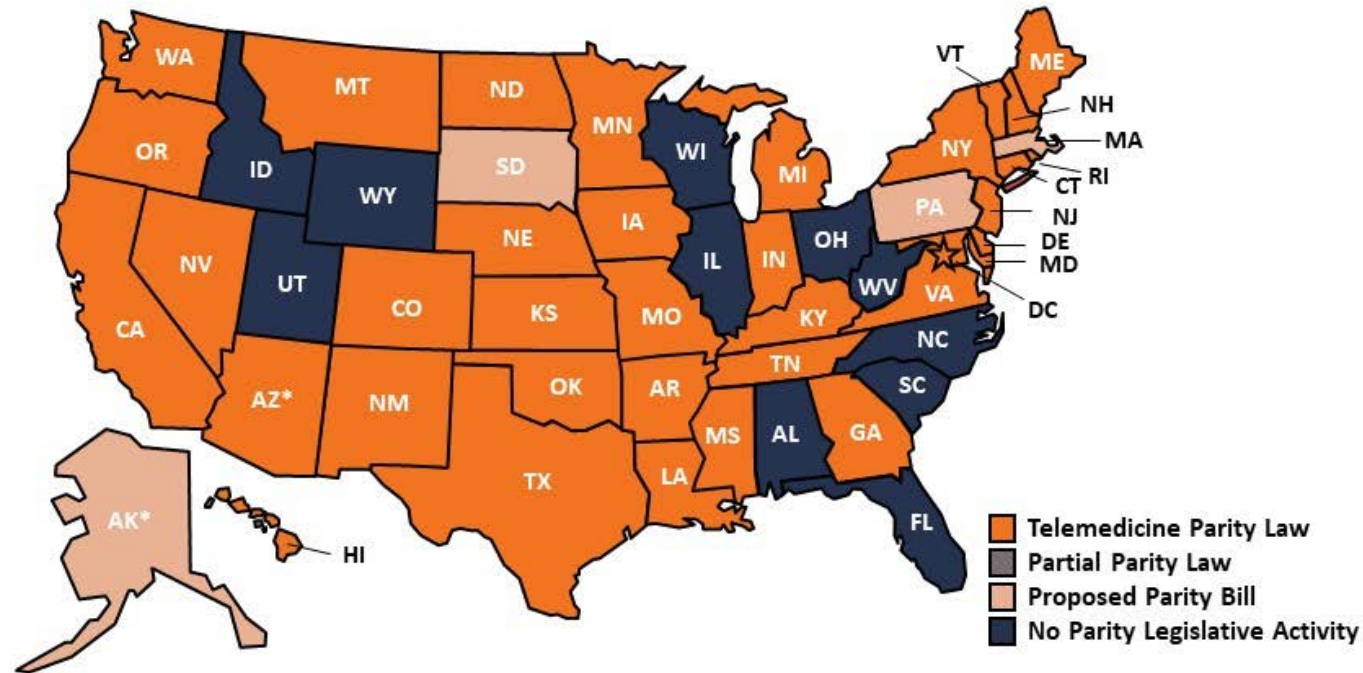 WA
MT
ND
MN
VT
ME
NH
MA
RI
CT
NJ
DE
MD
DC
OR
ID
WY
SD
WI
MI
NY
PA
NV
UT
CO
NE
IA
IL
IN
OH
WV
VA
CA
KS
MO
KY
NC
TN
SC
AZ*
NM
OK
AR
MS
AL
GA
TX
LA
FL
AK*
HI
Telemedicine Parity Law
Partial Parity Law
Proposed Parity Bill
No Parity Legislative Activity